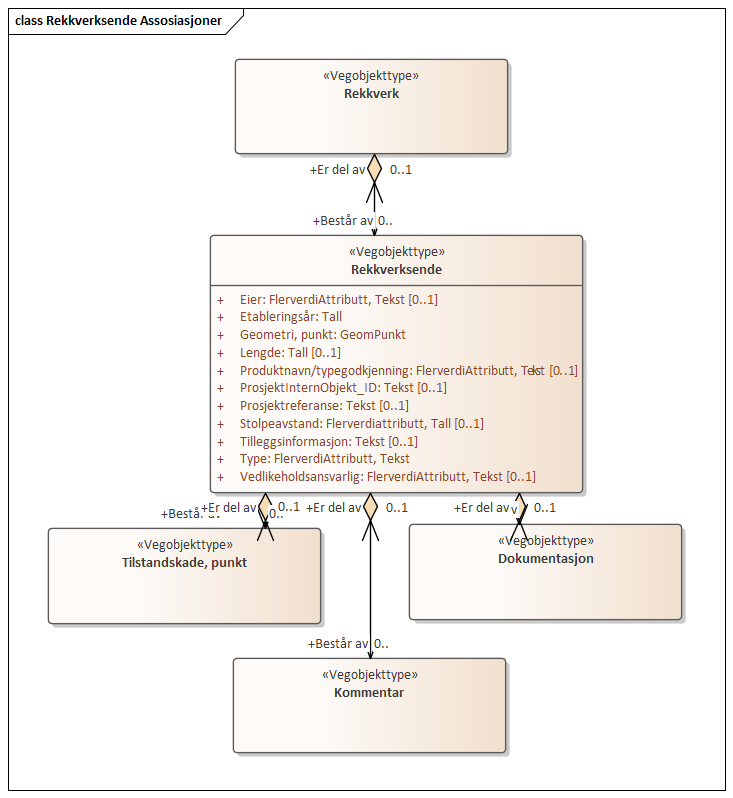 class Rekkverksende Assosiasjoner
«Vegobjekttype»
Rekkverk
+Er del av 0..1
+Består av 0..
«Vegobjekttype»
Rekkverksende
+ Eier: FlerverdiAttributt, Tekst [0..1]
+ Etableringsår: Tall
+ Geometri, punkt: GeomPunkt
+ Lengde: Tall [0..1]
+ Produktnavn/typegodkjenning: FlerverdiAttributt, Tekst [0..1]
+ ProsjektInternObjekt_ID: Tekst [0..1]
+ Prosjektreferanse: Tekst [0..1]
+ Stolpeavstand: Flerverdiattributt, Tall [0..1]
+ Tilleggsinformasjon: Tekst [0..1]
+ Type: FlerverdiAttributt, Tekst
+ Vedlikeholdsansvarlig: FlerverdiAttributt, Tekst [0..1]
+Er del av 0..1 +Er del av 0..1 +Er del av 0..1
0..
«Vegobjekttype»
Tilstandskade, punkt
«Vegobjekttype»
Dokumentasjon
+Består av 0..
«Vegobjekttype»
Kommentar